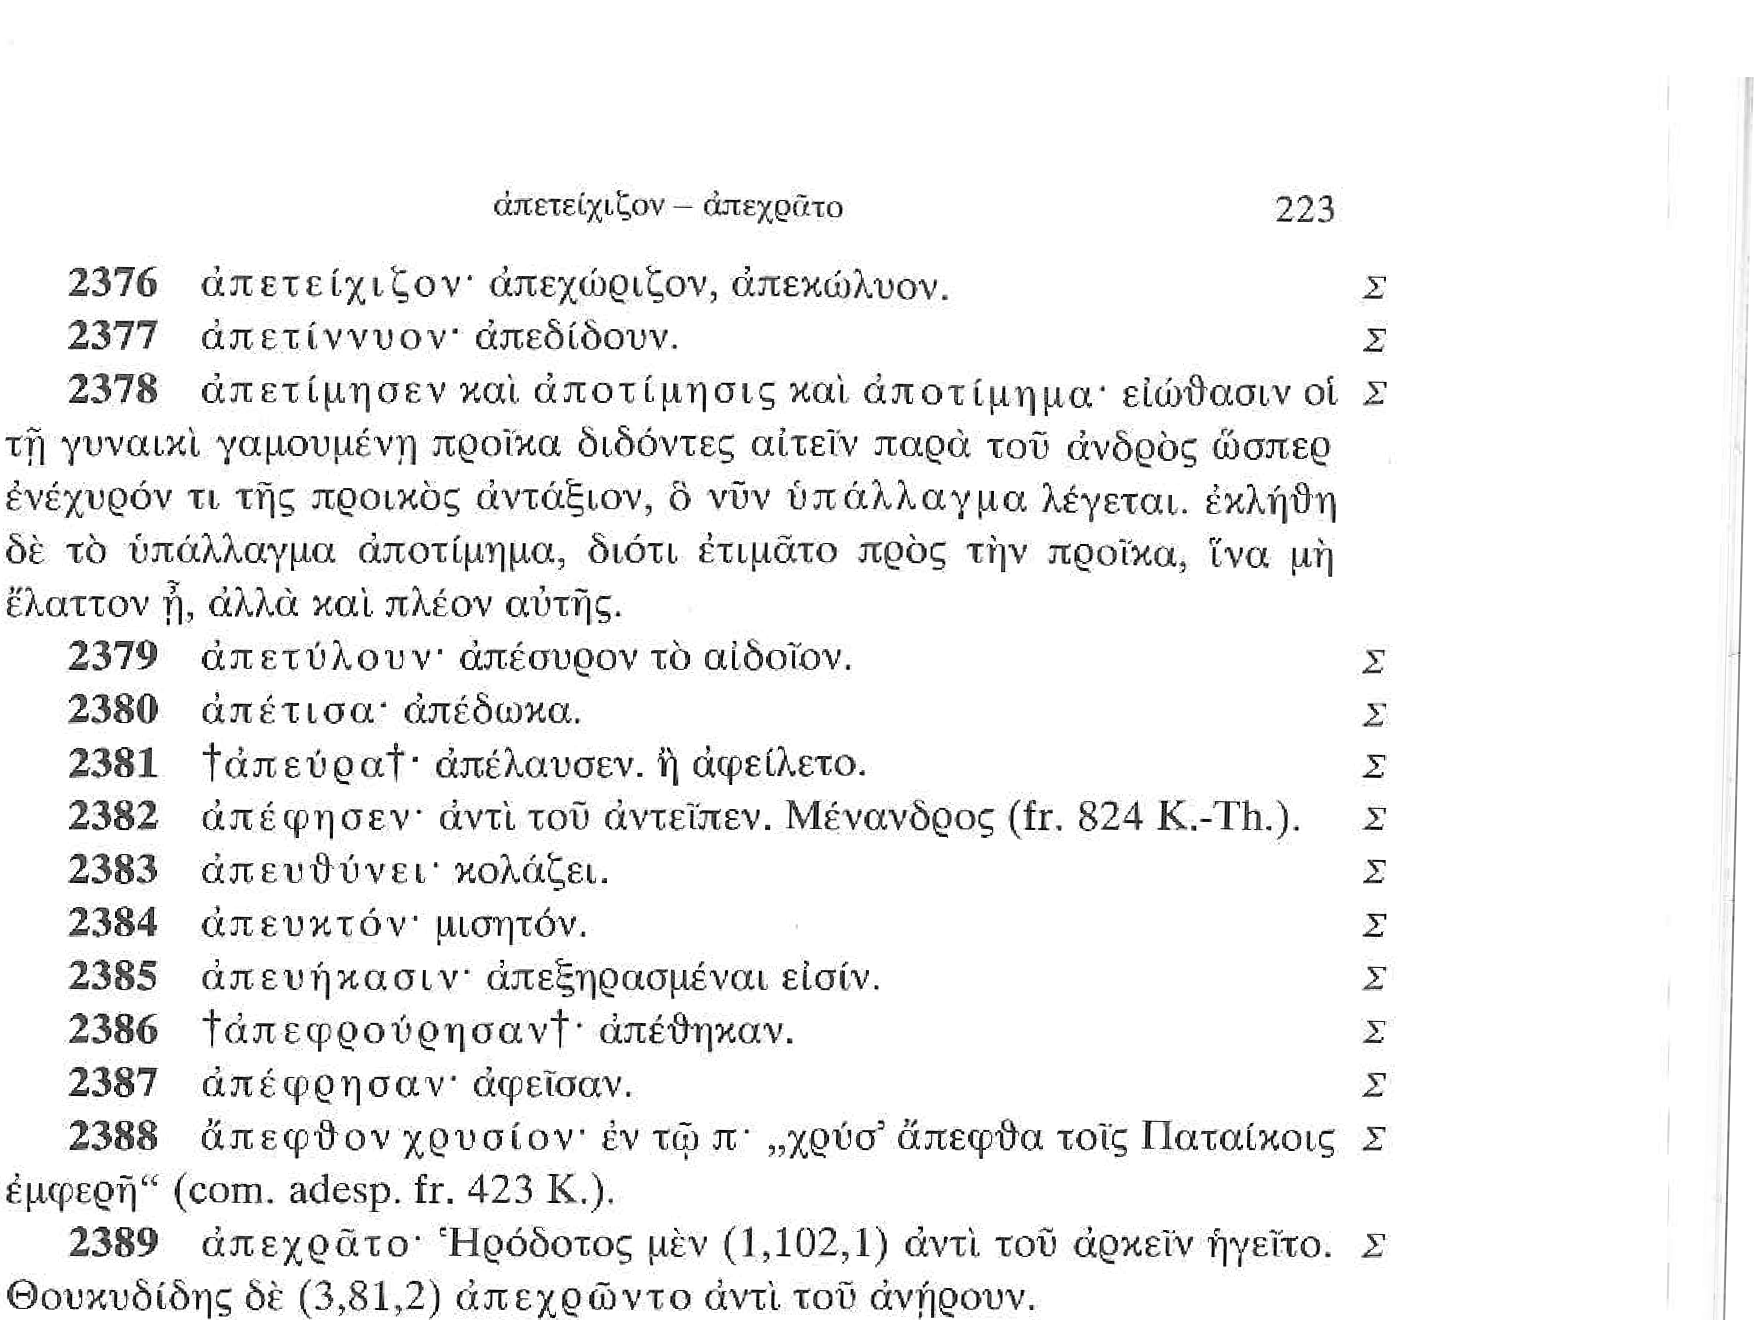 ἀπετείχιζον – ἀπεχρᾶτο 223
2376 ἀπετείχιζον· ἀπεχώριζον, ἀπεκώλυον. Σ
2377 ἀπετίννυον· ἀπεδίδουν. Σ
2378 ἀπετίμησεν καὶ ἀποτίμησις καὶ ἀποτίμημα· εἰώθασιν οἱ Σ
τῇ γυναικὶ γαμουμένῃ προῖκα διδόντες αἰτεῖν παρὰ τοῦ ἀνδρὸς ὥσπερ
ἐνέχυρόν τι τῆς προικὸς ἀντάξιον, ὃ νῦν ὑπάλλαγμα λέγεται. ἐκλήθη
δὲ τὸ ὑπάλλαγμα ἀποτίμημα, διότι ἐτιμᾶτο πρὸς τὴν προῖκα, ἵνα μὴ
ἔλαττον ᾖ, ἀλλὰ καὶ πλέον αὐτῆς.
2379 ἀπετύλουν· ἀπέσυρον τὸ αἰδοῖον. Σ
2380 ἀπέτισα· ἀπέδωκα. Σ
2381 †ἀπεύρα†· ἀπέλαυσεν. ἢ ἀφείλετο. Σ
2382 ἀπέφησεν· ἀντὶ τοῦ ἀντεῖπεν. Μένανδρος (fr. 824 K.-Th.). Σ
2383 ἀπευθύνει· κολάζει. Σ
2384 ἀπευκτόν· μισητόν. Σ
2385 ἀπευήκασιν· ἀπεξηρασμέναι εἰσίν. Σ
2386 †ἀπεφρούρησαν†· ἀπέθηκαν. Σ
2387 ἀπέφρησαν· ἀφεῖσαν. Σ
2388 ἄπεφθον χρυσίον· ἐν τῷ π· „χρύσ’ ἄπεφθα τοῖς Παταίκοις Σ
ἐμφερῆ“ (com. adesp. fr. 423 K.).
2389 ἀπεχρᾶτο· Ἡρόδοτος μὲν (1,102,1) ἀντὶ τοῦ ἀρκεῖν ἡγεῖτο. Σ
Θουκυδίδης δὲ (3,81,2) ἀπεχρῶντο ἀντὶ τοῦ ἀνῄρουν.